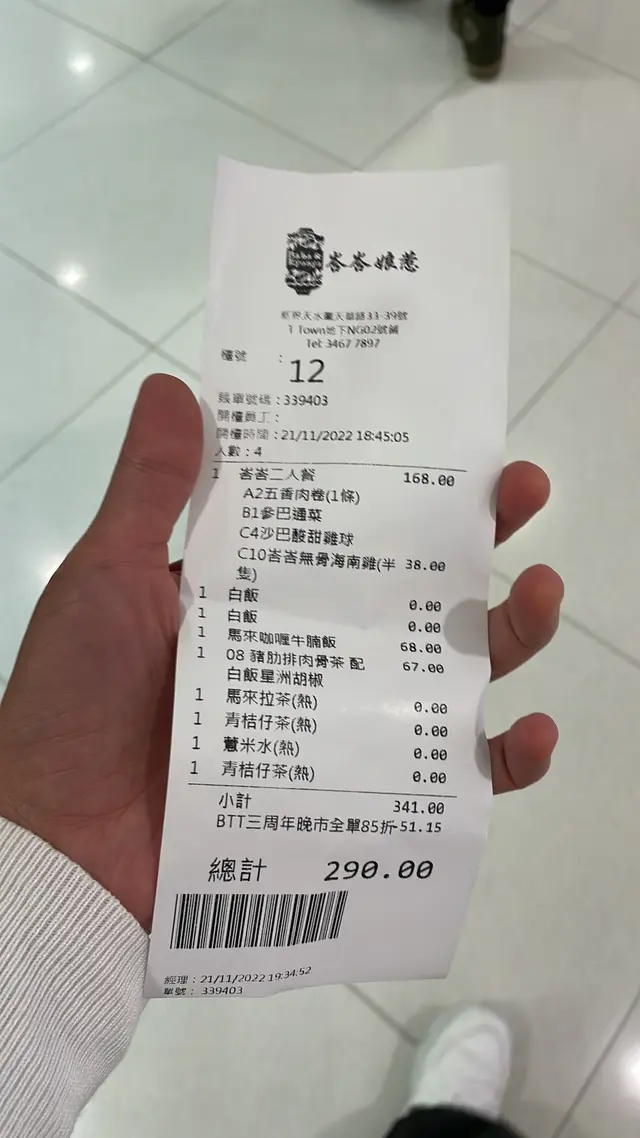 峇峇娘惹
新界天水圍天華路33-39號
1 Town地下NG02號鋪
Tel: 3467 7897
檯號 : 12
賬單號碼 : 339403
開檯員工 :
開檯時間 : 21/11/2022 18:45:05
人數 : 4
1 峇峇二人餐 168.00
A2五香肉卷(1條)
B1參巴通菜
C4沙巴酸甜雞球
C10峇峇無骨海南雞(半 38.00
隻)
1 白飯 0.00
1 白飯 0.00
1 馬來咖喱牛腩飯 68.00
1 08 豬肋排肉骨茶 配 67.00
白飯星洲胡椒
1 馬來拉茶(熱) 0.00
1 青桔仔茶(熱) 0.00
1 薏米水(熱) 0.00
1 青桔仔茶(熱) 0.00
小計 341.00
BTT三周年晚市全單85折-51.15
總計 290.00
經理 : 21/11/2022 19:34:52
單號 : 339403